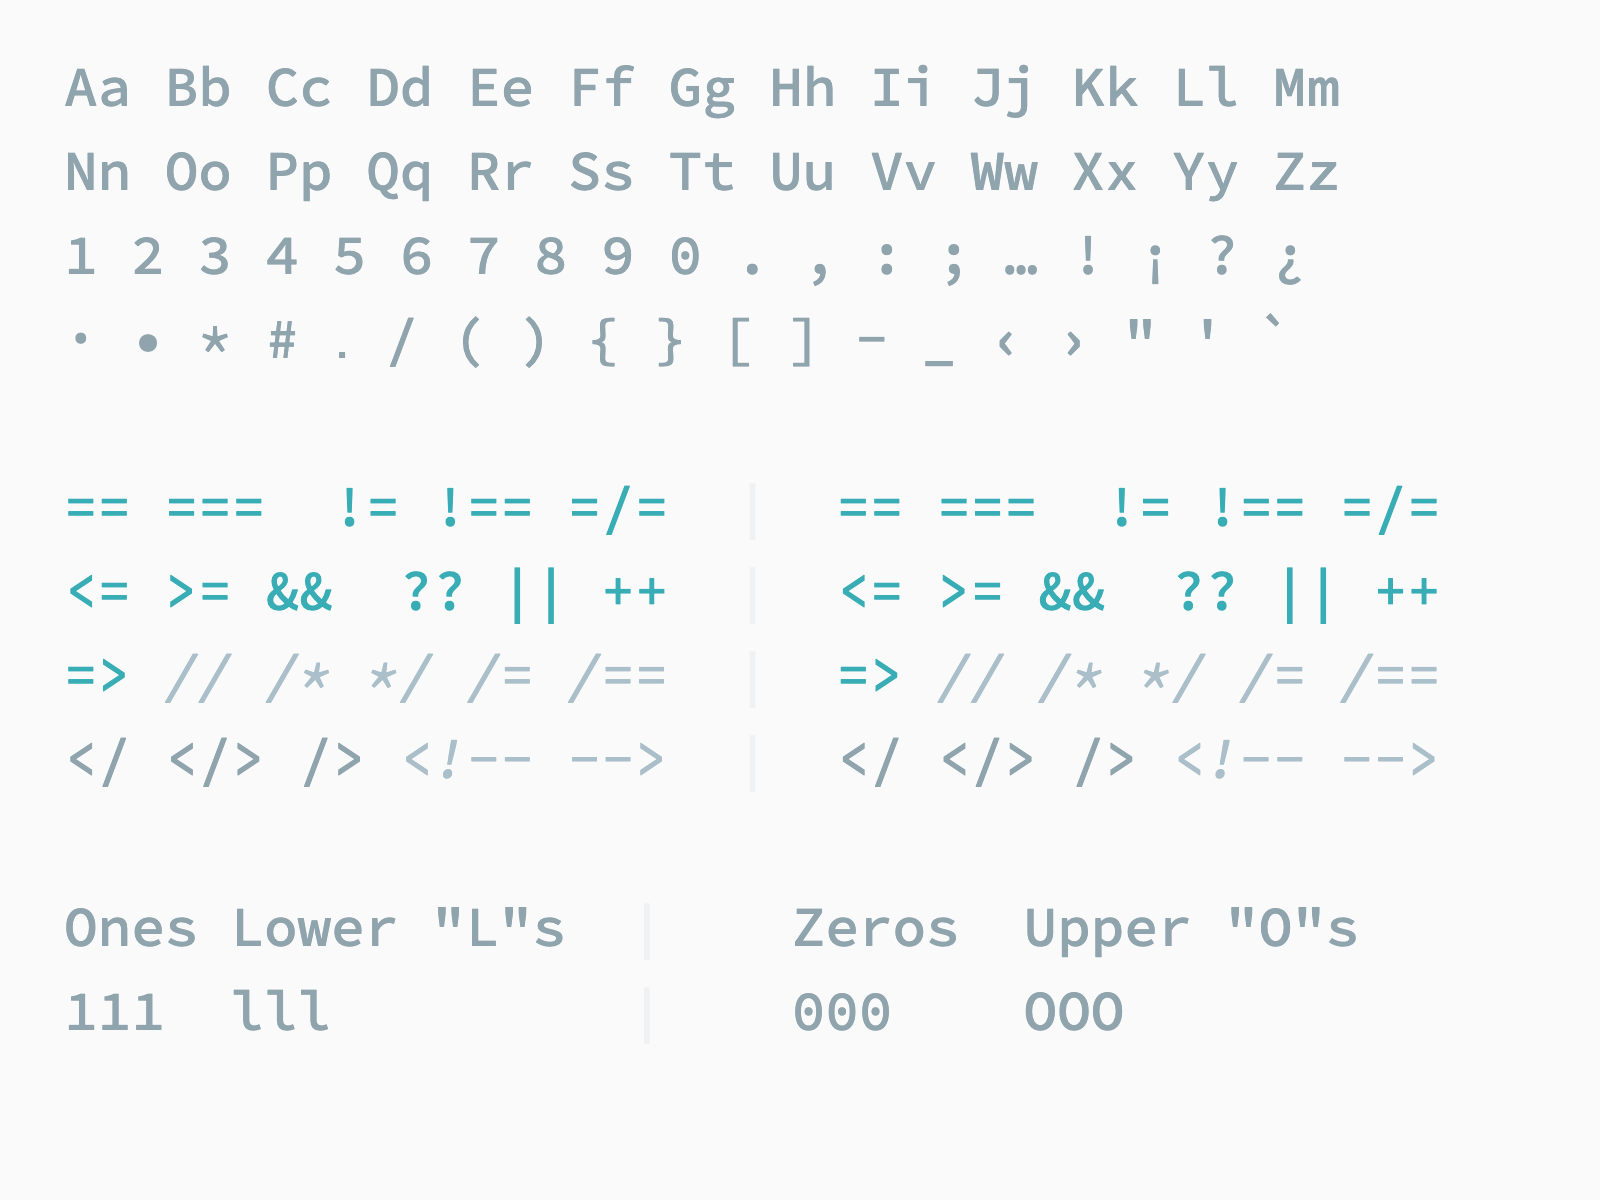 Aa Bb Cc Dd Ee Ff Gg Hh Ii Jj Kk Ll Mm
Nn Oo Pp Qq Rr Ss Tt Uu Vv Ww Xx Yy Zz
1 2 3 4 5 6 7 8 9 0 . , : ; … ! ¡ ? ¿
· • * # . / ( ) { } [ ] - _ ‹ › " ' `
== ===  != !== =/=  |  == ===  != !== =/=
<= >= &&  ?? || ++  |  <= >= &&  ?? || ++
=> // /* */ /= /==  |  => // /* */ /= /==
</ </> /> <!-- -->  |  </ </> /> <!-- -->
Ones Lower "L"s  |    Zeros  Upper "O"s
111  lll         |    000    OOO